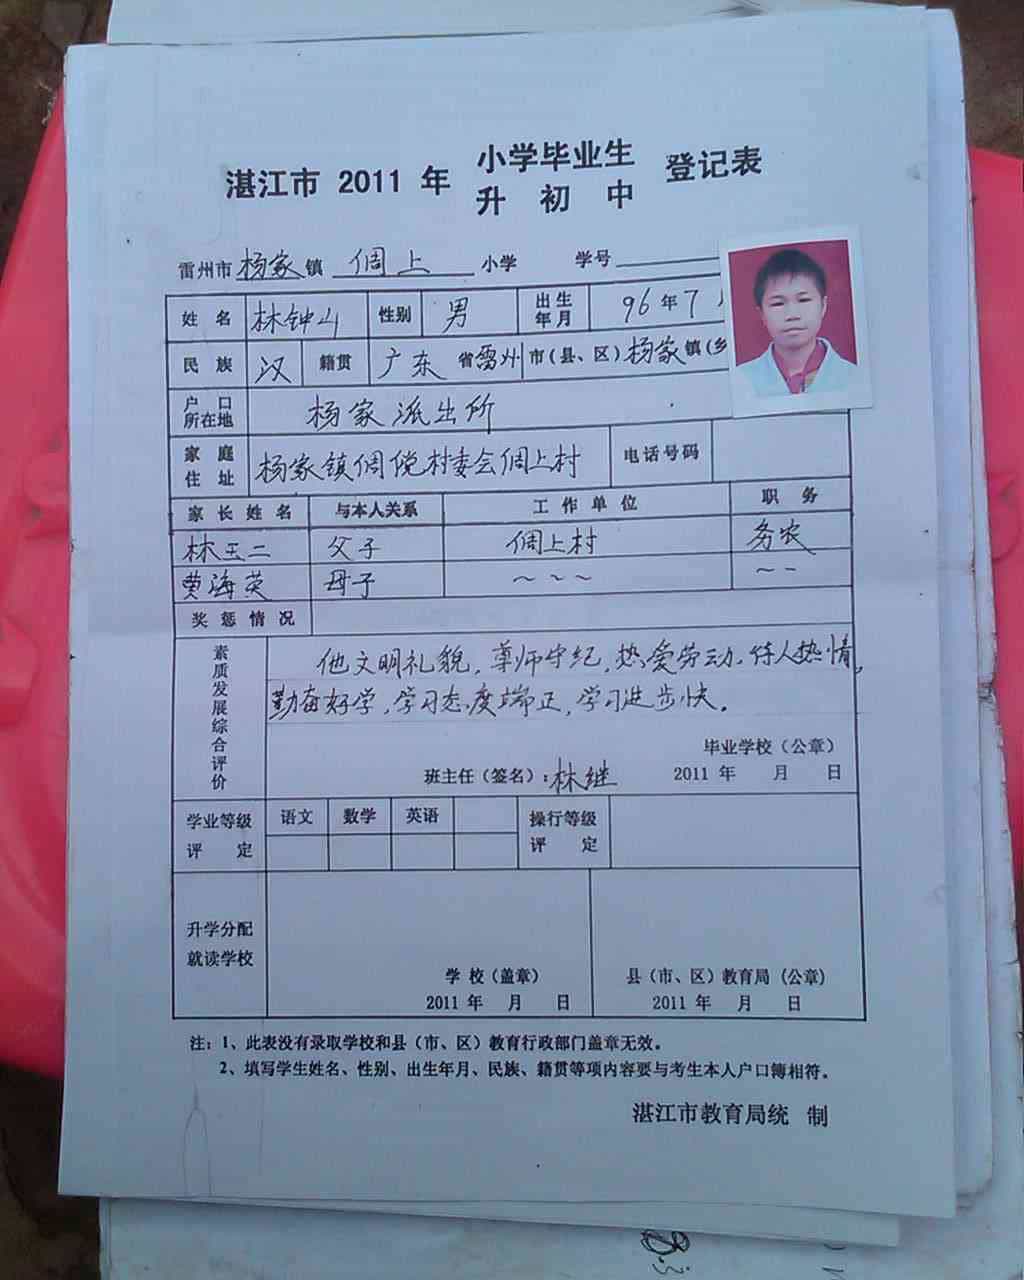 湛江市 2011 年 小学毕业生 登记表
升 初 中
雷州市杨家镇 倜上 小学 学号
姓 名 林钟山 性别 男 出生年月 96年7
民 族 汉 籍贯 广东省雷州市(县、区)杨家镇(乡
户 口 所在地 杨家派出所
家 庭 住 址 杨家镇倜傥村委会倜上村 电话号码
家 长 姓 名 与本人关系 工 作 单 位 职 务
林玉二 父子 倜上村 务农
曹海英 母子 ~ ~ ~ ~ ~
奖 惩 情 况
素质发展综合评价
他文明礼貌,尊师守纪,热爱劳动,待人热情,
勤奋好学,学习态度端正,学习进步快。
毕业学校(公章)
班主任(签名):林继 2011 年 月 日
学业等级 评 定 语文 数学 英语 操行等级 评 定
升学分配 就读学校
学 校(盖章) 县(市、区)教育局(公章)
2011 年 月 日 2011 年 月 日
注:1、此表没有录取学校和县(市、区)教育行政部门盖章无效。
2、填写学生姓名、性别、出生年月、民族、籍贯等项内容要与考生本人户口簿相符。
湛江市教育局统 制